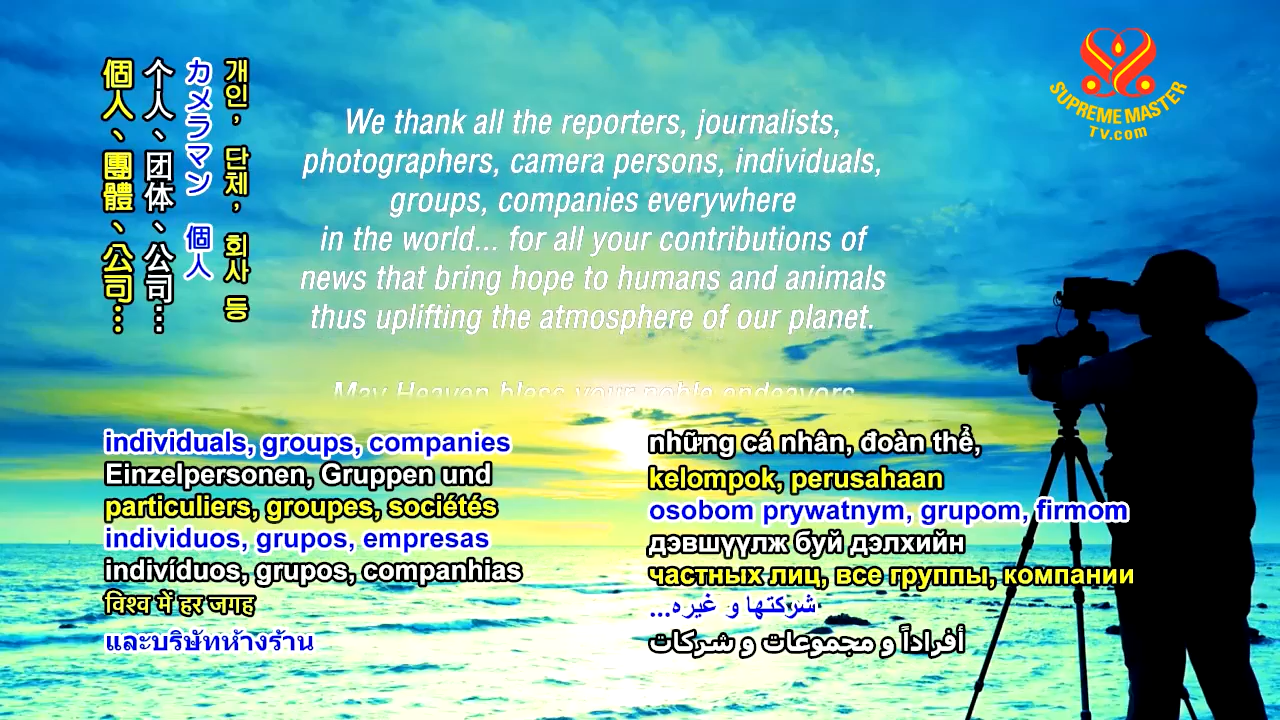 個人、團體、公司…
个人、团体、公司…
カメラマン 個人
개인, 단체, 회사 등
SUPREME MASTER
TV.com
We thank all the reporters, journalists,
photographers, camera persons, individuals,
groups, companies everywhere
in the world... for all your contributions of
news that bring hope to humans and animals
thus uplifting the atmosphere of our planet.
May Heaven bless your noble endeavors
individuals, groups, companies
Einzelpersonen, Gruppen und
particuliers, groupes, sociétés
individuos, grupos, empresas
indivíduos, grupos, companhias
विश्व में हर जगह
และบริษัทห้างร้าน
những cá nhân, đoàn thể,
kelompok, perusahaan
osobom prywatnym, grupom, firmom
дэвшүүлж буй дэлхийн
частных лиц, все группы, компании
شرکتها و غیره...
أفراداً و مجموعات و شركات